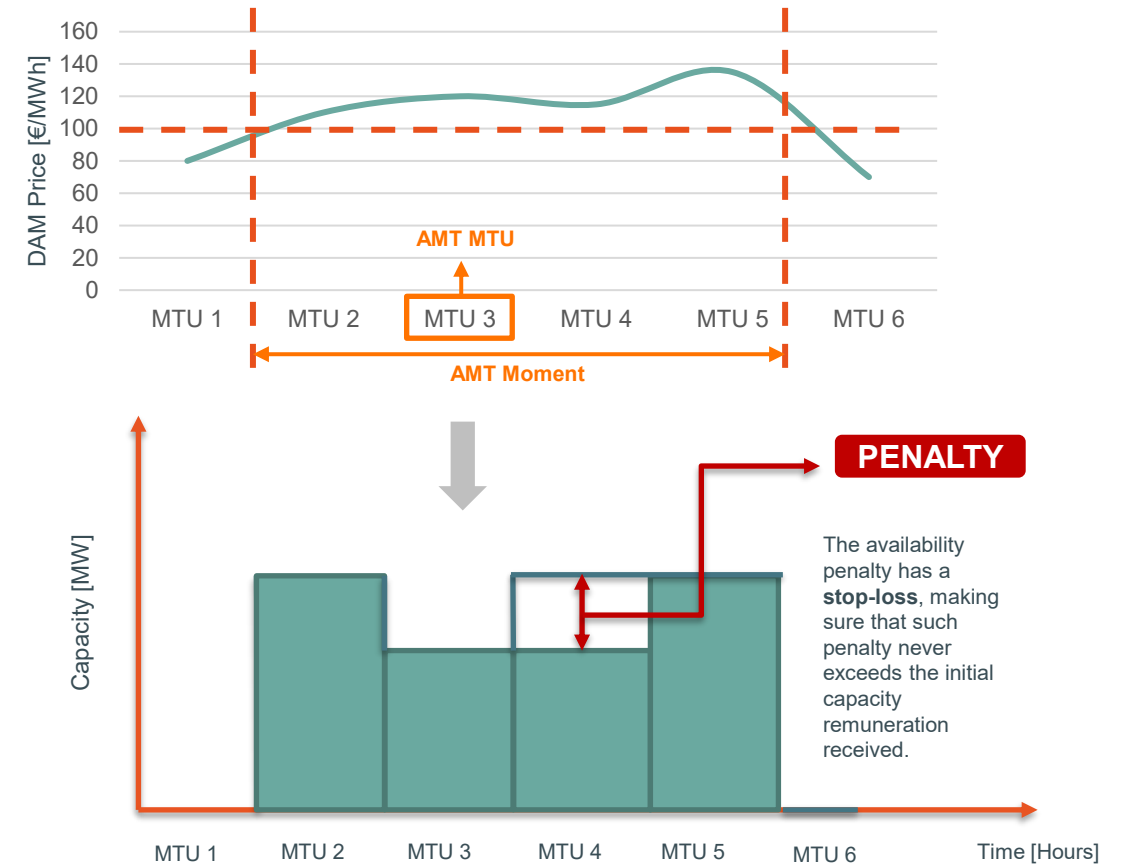 DAM Price [€/MWh]
160
140
120
100
80
60
40
20
0
AMT MTU
MTU 1
MTU 2
MTU 3
MTU 4
MTU 5
MTU 6
AMT Moment
PENALTY
Capacity [MW]
The availability
penalty has a
stop-loss, making
sure that such
penalty never
exceeds the initial
capacity
remuneration
received.
MTU 1
MTU 2
MTU 3
MTU 4
MTU 5
MTU 6
Time [Hours]